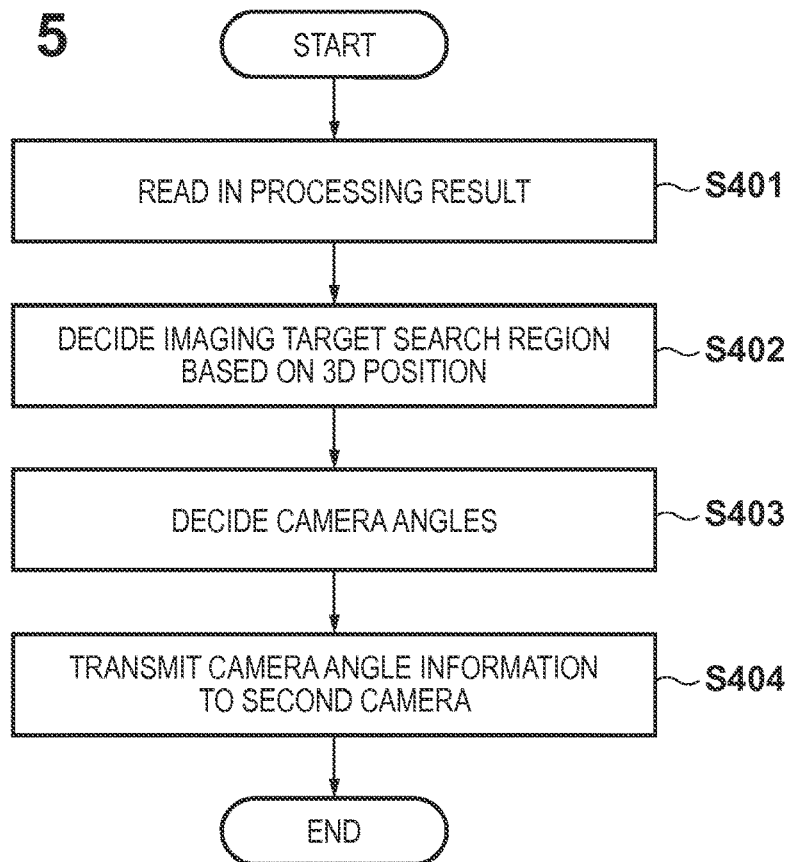 5
START
READ IN PROCESSING RESULT
S401
DECIDE IMAGING TARGET SEARCH REGION
BASED ON 3D POSITION
S402
DECIDE CAMERA ANGLES
S403
TRANSMIT CAMERA ANGLE INFORMATION
TO SECOND CAMERA
S404
END